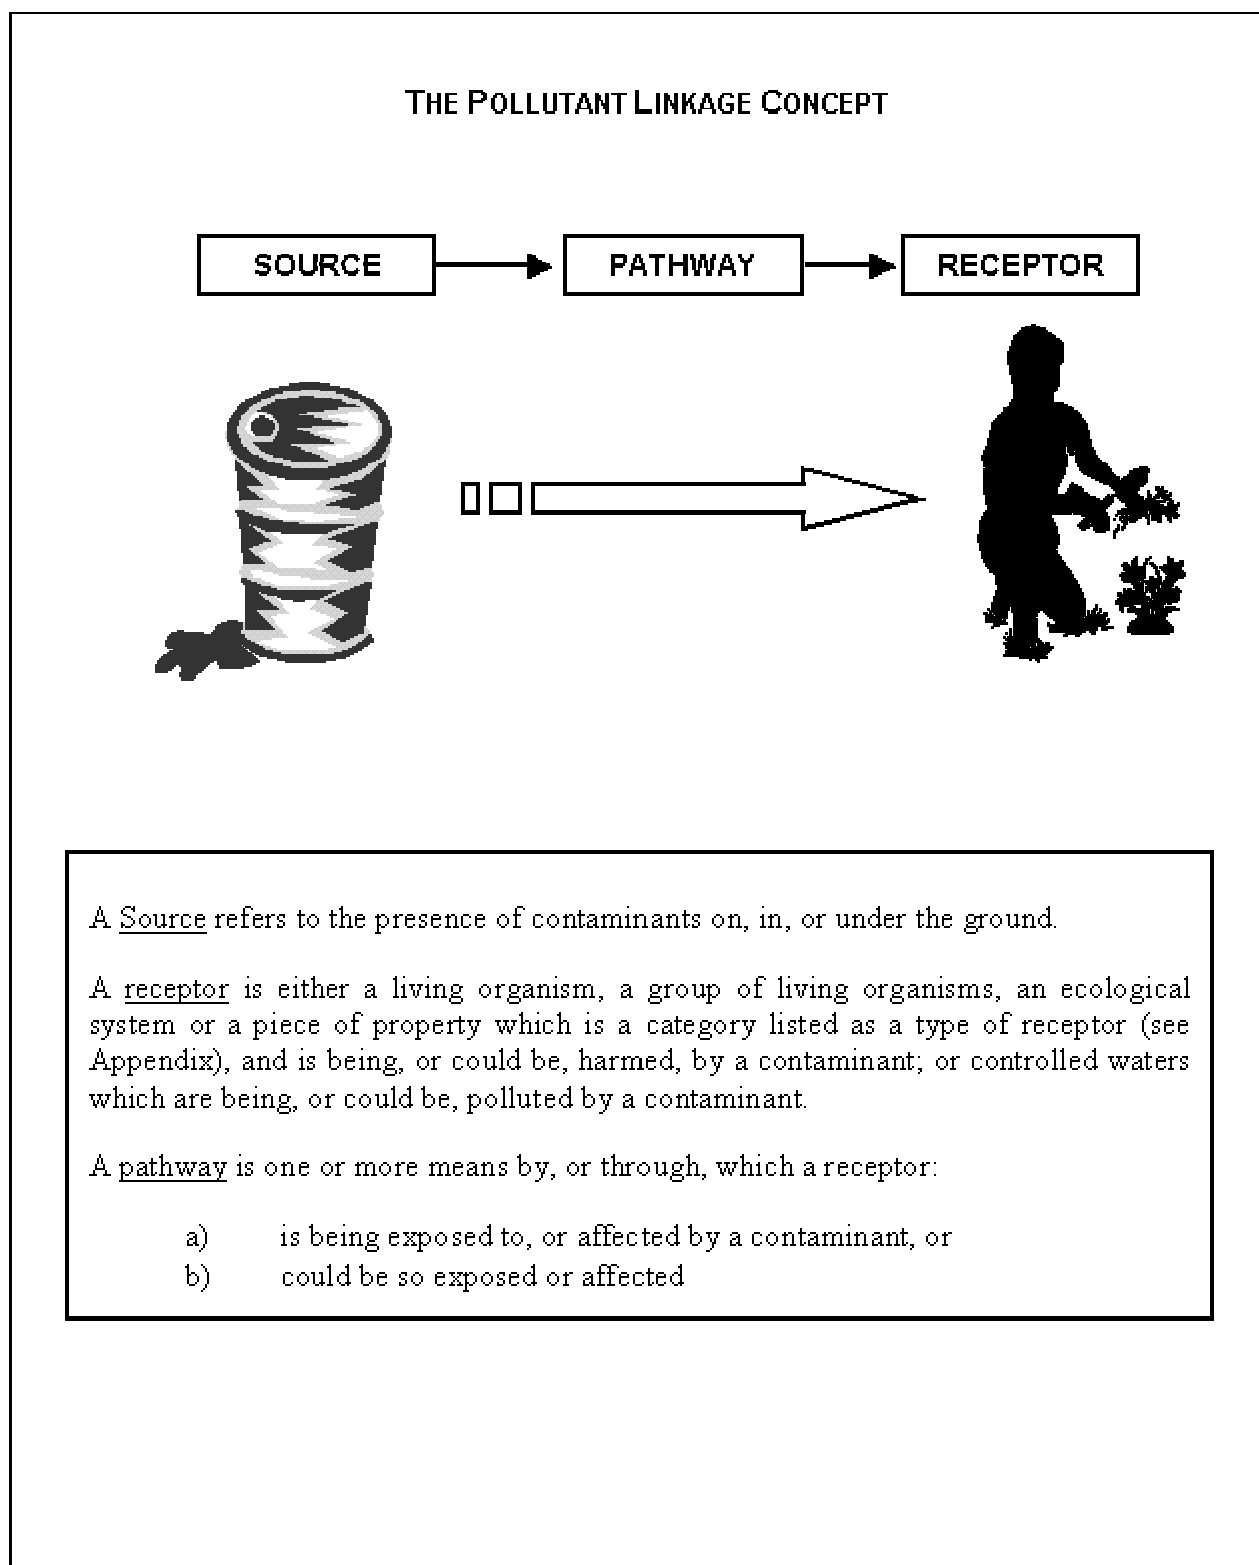 THE POLLUTANT LINKAGE CONCEPT
SOURCE PATHWAY RECEPTOR
A Source refers to the presence of contaminants on, in, or under the ground.
A receptor is either a living organism, a group of living organisms, an ecological
system or a piece of property which is a category listed as a type of receptor (see
Appendix), and is being, or could be, harmed, by a contaminant; or controlled waters
which are being, or could be, polluted by a contaminant.
A pathway is one or more means by, or through, which a receptor:
a) is being exposed to, or affected by a contaminant, or
b) could be so exposed or affected